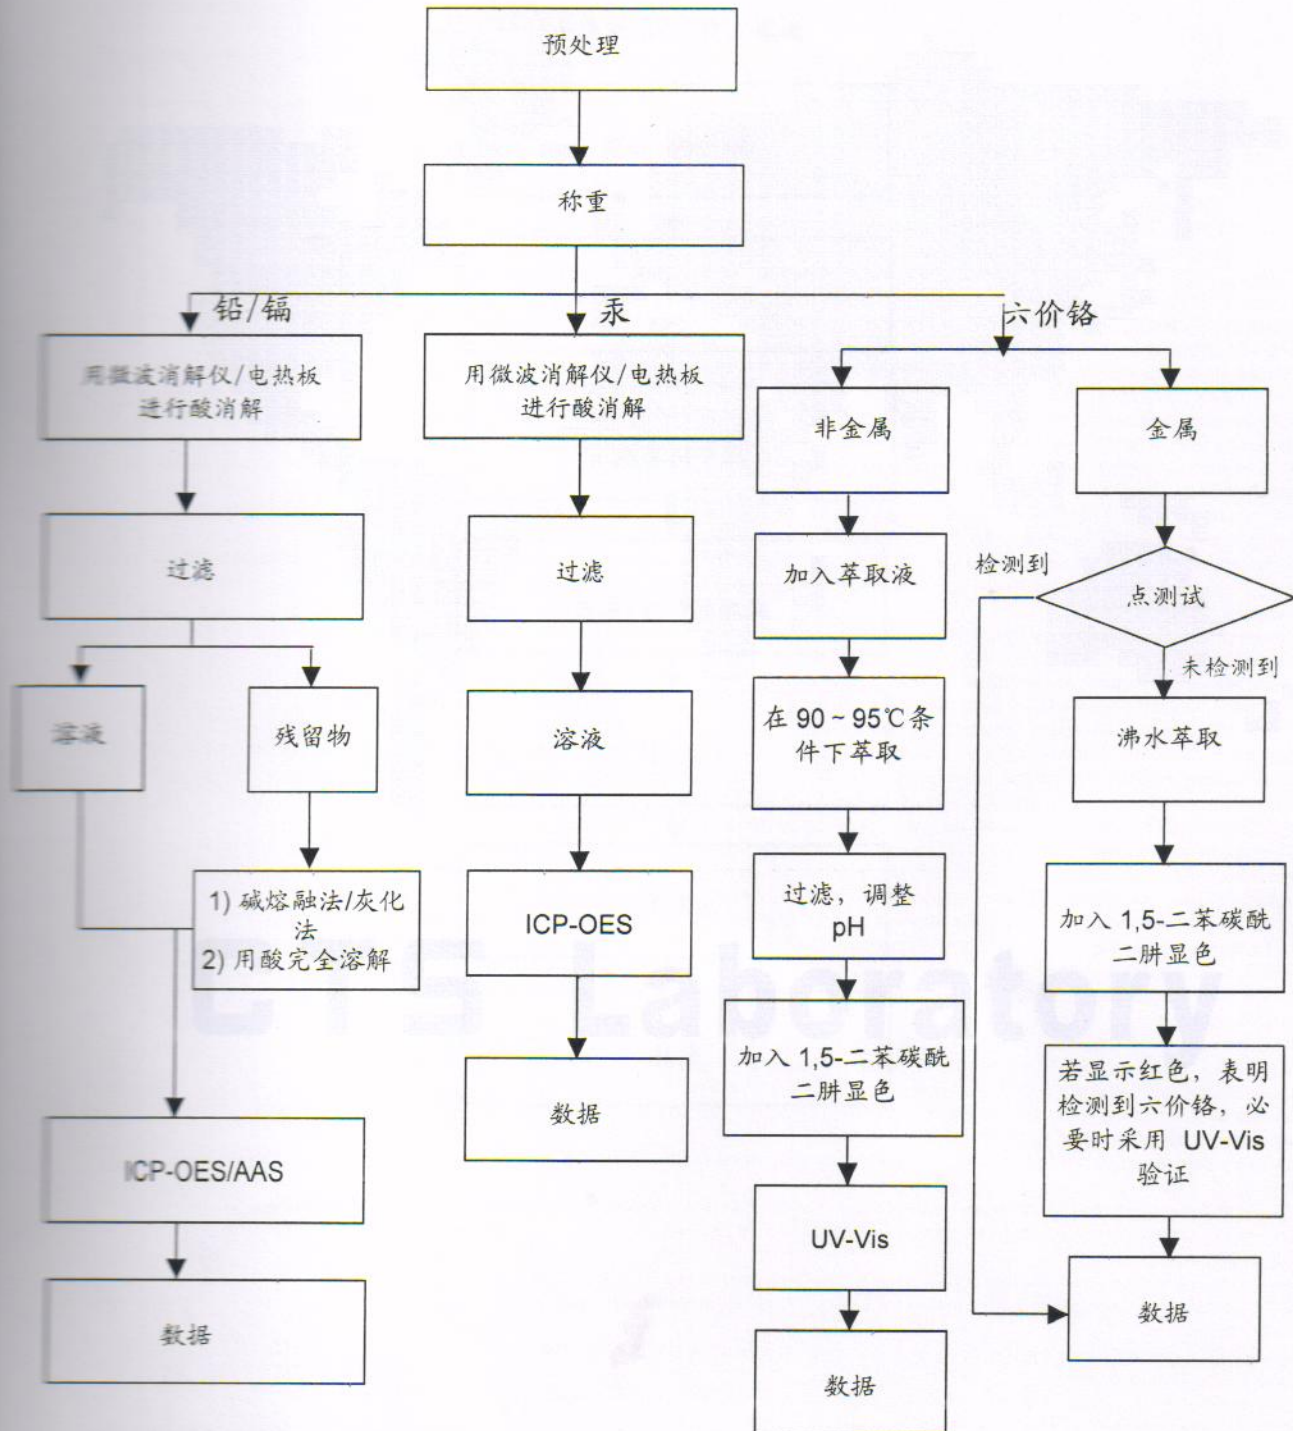 预处理
称重
铅/镉
汞
六价铬
用微波消解仪/电热板
进行酸消解
过滤
溶液
残留物
1) 碱熔融法/灰化
法
2) 用酸完全溶解
ICP-OES/AAS
数据
用微波消解仪/电热板
进行酸消解
过滤
溶液
ICP-OES
数据
非金属
加入萃取液
在 90 ~ 95℃条
件下萃取
过滤，调整
pH
加入 1,5-二苯碳酰
二肼显色
UV-Vis
数据
金属
点测试
检测到
未检测到
沸水萃取
加入 1,5-二苯碳酰
二肼显色
若显示红色，表明
检测到六价铬，必
要时采用 UV-Vis
验证
数据
CTS Laboratory